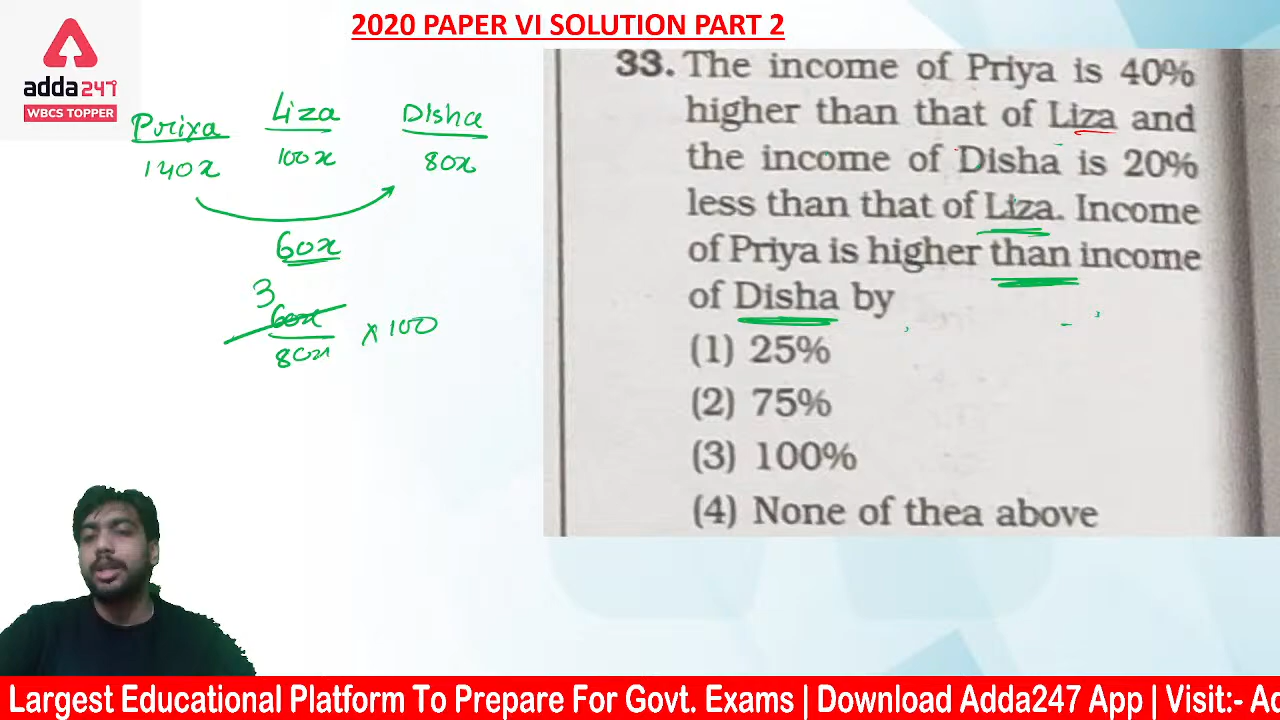 2020 PAPER VI SOLUTION PART 2
adda247
WBCS TOPPER
Priya Liza Disha
140x 100x 80x
60x
3
60x
80x × 100
33. The income of Priya is 40%
higher than that of Liza and
the income of Disha is 20%
less than that of Liza. Income
of Priya is higher than income
of Disha by
(1) 25%
(2) 75%
(3) 100%
(4) None of thea above
Largest Educational Platform To Prepare For Govt. Exams | Download Adda247 App | Visit:- Ad